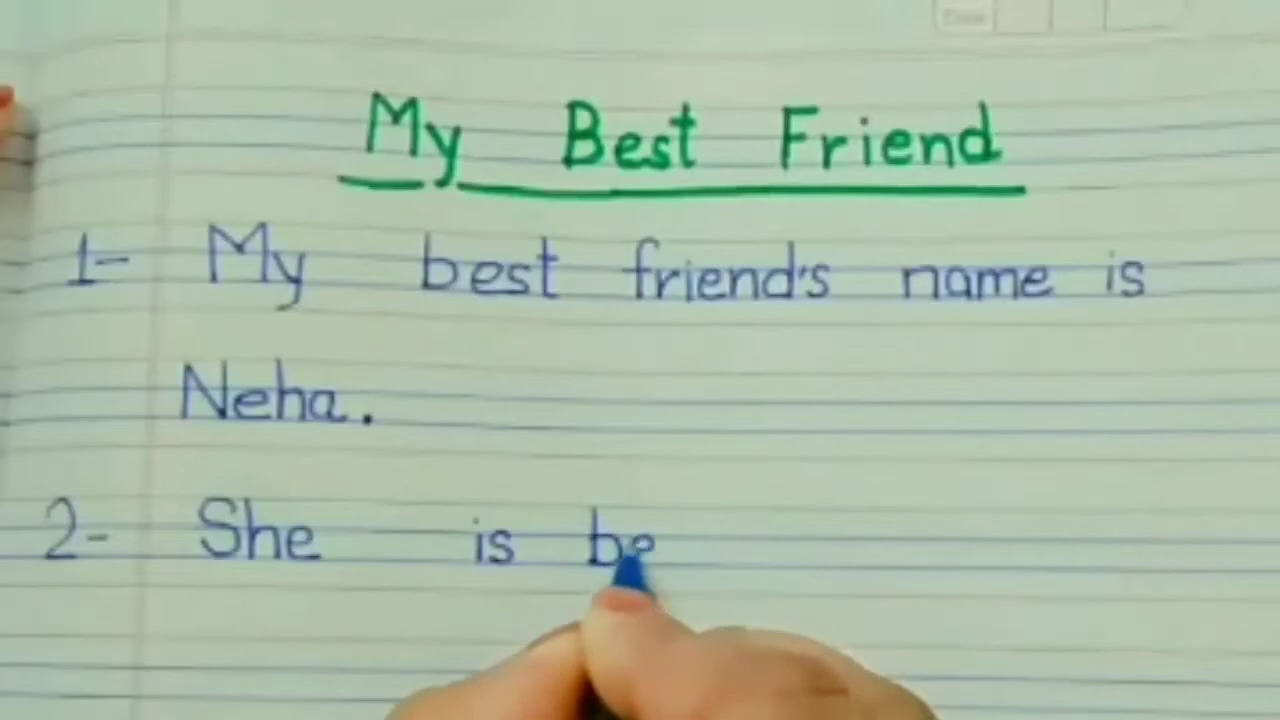 My Best Friend
1- My best friend's name is
Neha.
2- She is be